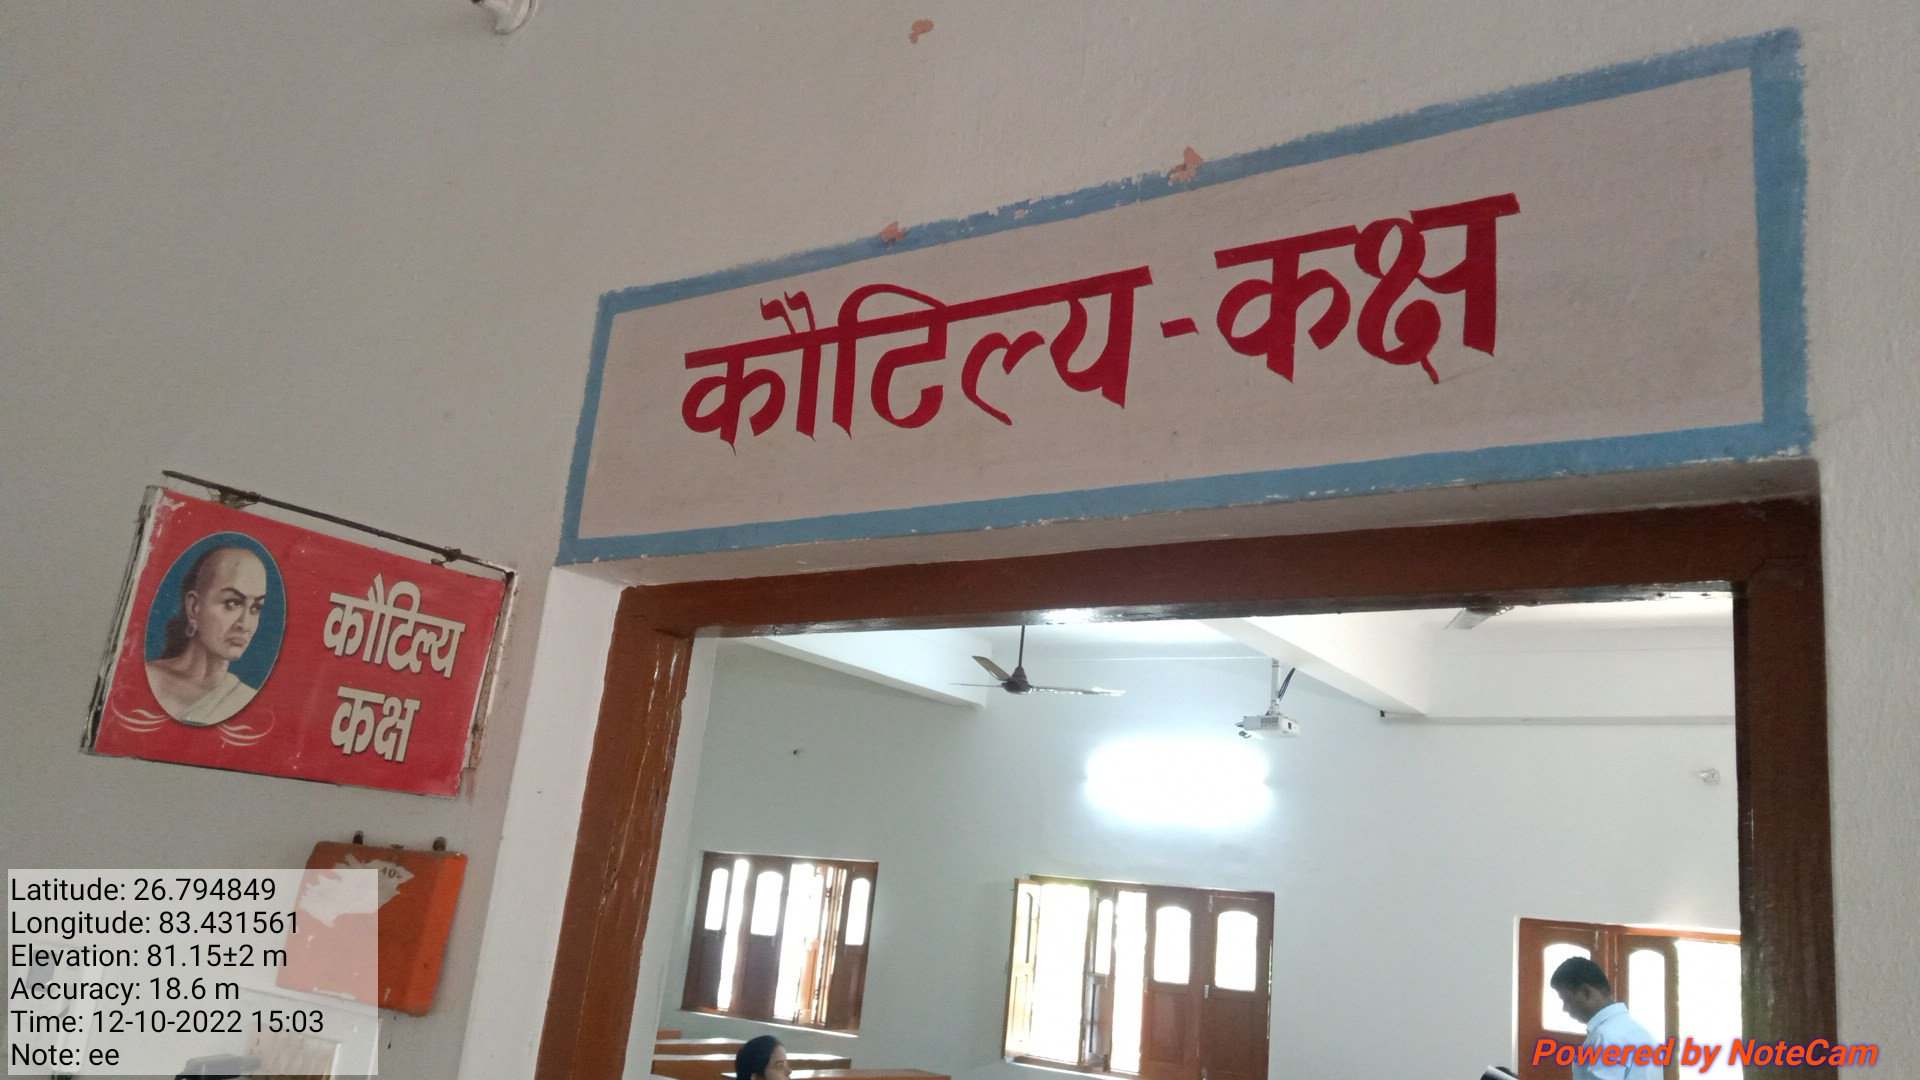 कौटिल्य-कक्ष
कौटिल्य
कक्ष
Latitude: 26.794849
Longitude: 83.431561
Elevation: 81.15±2 m
Accuracy: 18.6 m
Time: 12-10-2022 15:03
Note: ee
Powered by NoteCam